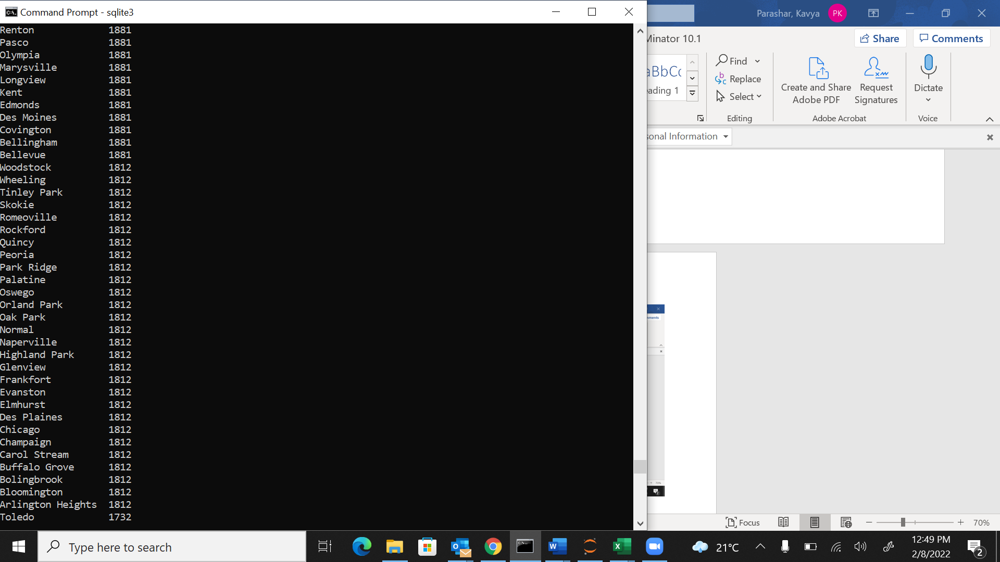 Command Prompt - sqlite3
Renton 1881
Pasco 1881
Olympia 1881
Marysville 1881
Longview 1881
Kent 1881
Edmonds 1881
Des Moines 1881
Covington 1881
Bellingham 1881
Bellevue 1881
Woodstock 1812
Wheeling 1812
Tinley Park 1812
Skokie 1812
Romeoville 1812
Rockford 1812
Quincy 1812
Peoria 1812
Park Ridge 1812
Palatine 1812
Oswego 1812
Orland Park 1812
Oak Park 1812
Normal 1812
Naperville 1812
Highland Park 1812
Glenview 1812
Frankfort 1812
Evanston 1812
Elmhurst 1812
Des Plaines 1812
Chicago 1812
Champaign 1812
Carol Stream 1812
Buffalo Grove 1812
Bolingbrook 1812
Bloomington 1812
Arlington Heights 1812
Toledo 1732
Parashar, Kavya PK
Minator 10.1
Share Comments
aBbCc
eading 1
Find
Replace
Select
Editing
Create and Share
Adobe PDF
Request
Signatures
Adobe Acrobat
Dictate
Voice
sonal Information
mments
70%
Focus
70%
Type here to search
21°C
12:49 PM
2/8/2022
2